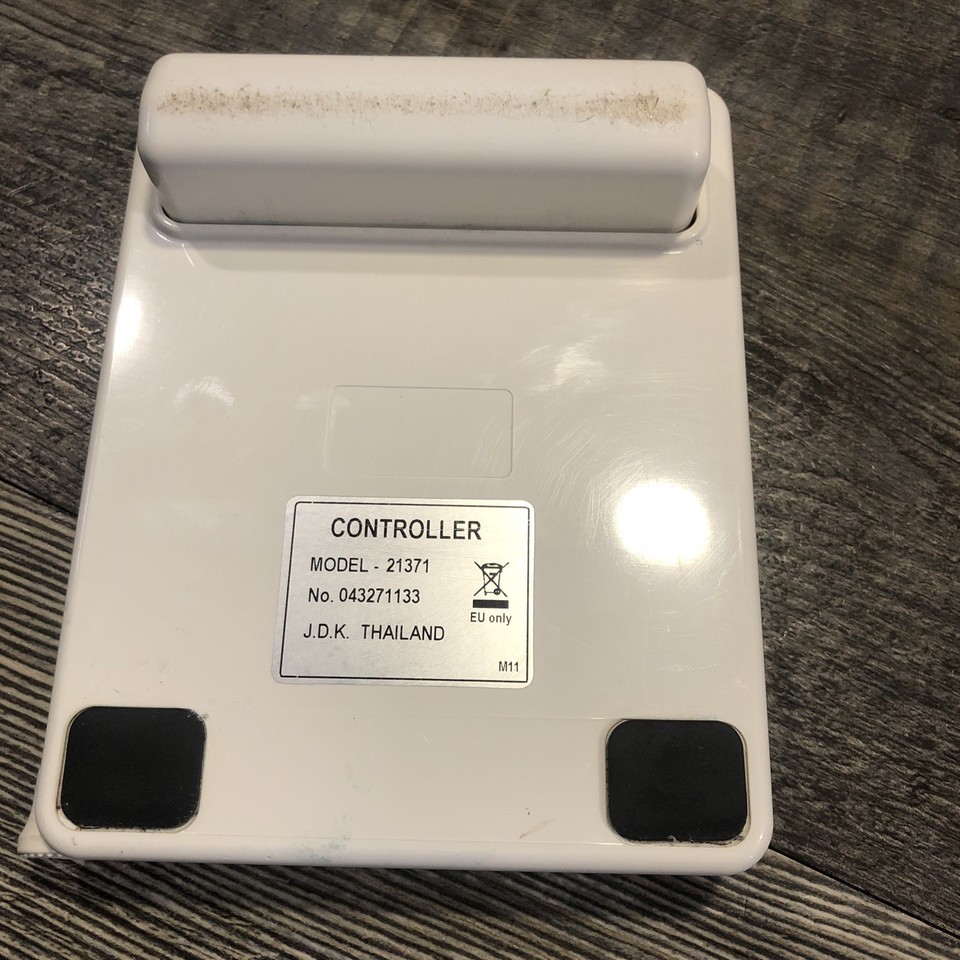 CONTROLLER
MODEL - 21371
No. 043271133
EU only
J.D.K. THAILAND
M11